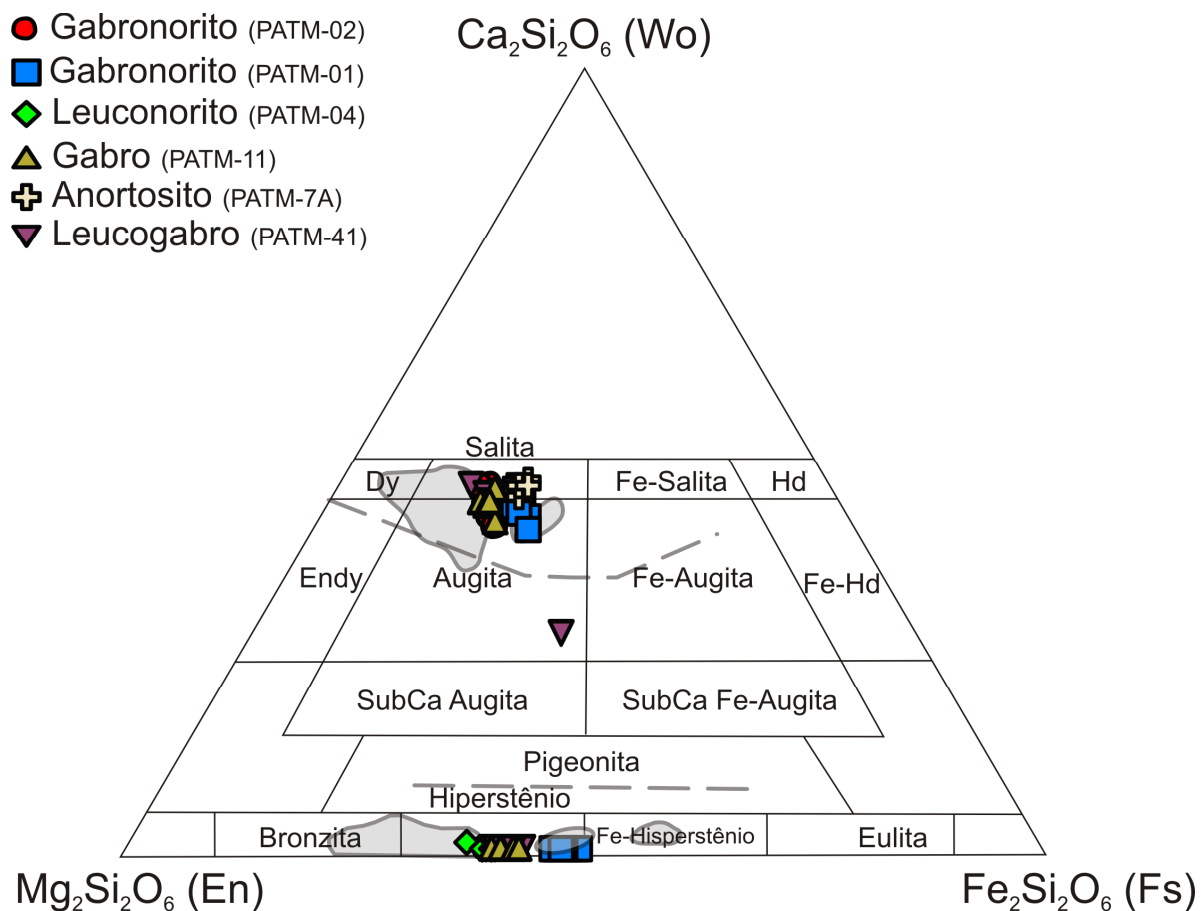 Gabronorito (PATM-02)
Gabronorito (PATM-01)
Leuconorito (PATM-04)
Gabro (PATM-11)
Anortosito (PATM-7A)
Leucogabro (PATM-41)
Ca₂Si₂O₆ (Wo)
Salita
Dy
Fe-Salita
Hd
Endy
Augita
Fe-Augita
Fe-Hd
SubCa Augita
SubCa Fe-Augita
Pigeonita
Hiperstênio
Bronzita
Fe-Hisperstênio
Eulita
Mg₂Si₂O₆ (En)
Fe₂Si₂O₆ (Fs)